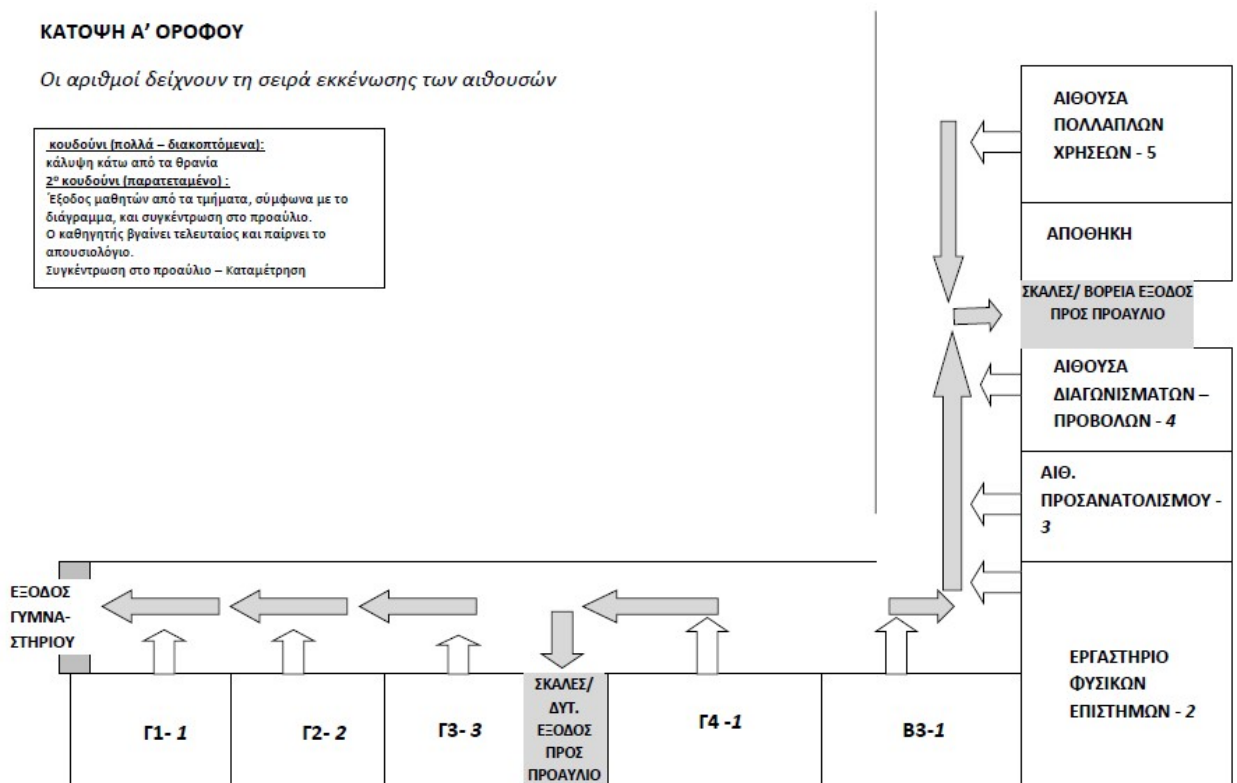 ΚΑΤΟΨΗ Α’ ΟΡΟΦΟΥ
Οι αριθμοί δείχνουν τη σειρά εκκένωσης των αιθουσών
κουδούνι (πολλά – διακοπτόμενα):
κάλυψη κάτω από τα θρανία
2ο κουδούνι (παρατεταμένο) :
Έξοδος μαθητών από τα τμήματα, σύμφωνα με το
διάγραμμα, και συγκέντρωση στο προαύλιο.
Ο καθηγητής βγαίνει τελευταίος και παίρνει το
απουσιολόγιο.
Συγκέντρωση στο προαύλιο – Καταμέτρηση
ΑΙΘΟΥΣΑ
ΠΟΛΛΑΠΛΩΝ
ΧΡΗΣΕΩΝ - 5
ΑΠΟΘΗΚΗ
ΣΚΑΛΕΣ/ ΒΟΡΕΙΑ ΕΞΟΔΟΣ
ΠΡΟΣ ΠΡΟΑΥΛΙΟ
ΑΙΘΟΥΣΑ
ΔΙΑΓΩΝΙΣΜΑΤΩΝ –
ΠΡΟΒΟΛΩΝ - 4
ΑΙΘ.
ΠΡΟΣΑΝΑΤΟΛΙΣΜΟΥ -
3
ΕΡΓΑΣΤΗΡΙΟ
ΦΥΣΙΚΩΝ
ΕΠΙΣΤΗΜΩΝ - 2
ΕΞΟΔΟΣ
ΓΥΜΝΑ-
ΣΤΗΡΙΟΥ
Γ1- 1
Γ2- 2
Γ3- 3
ΣΚΑΛΕΣ/
ΔΥΤ.
ΕΞΟΔΟΣ
ΠΡΟΣ
ΠΡΟΑΥΛΙΟ
Γ4 -1
Β3-1